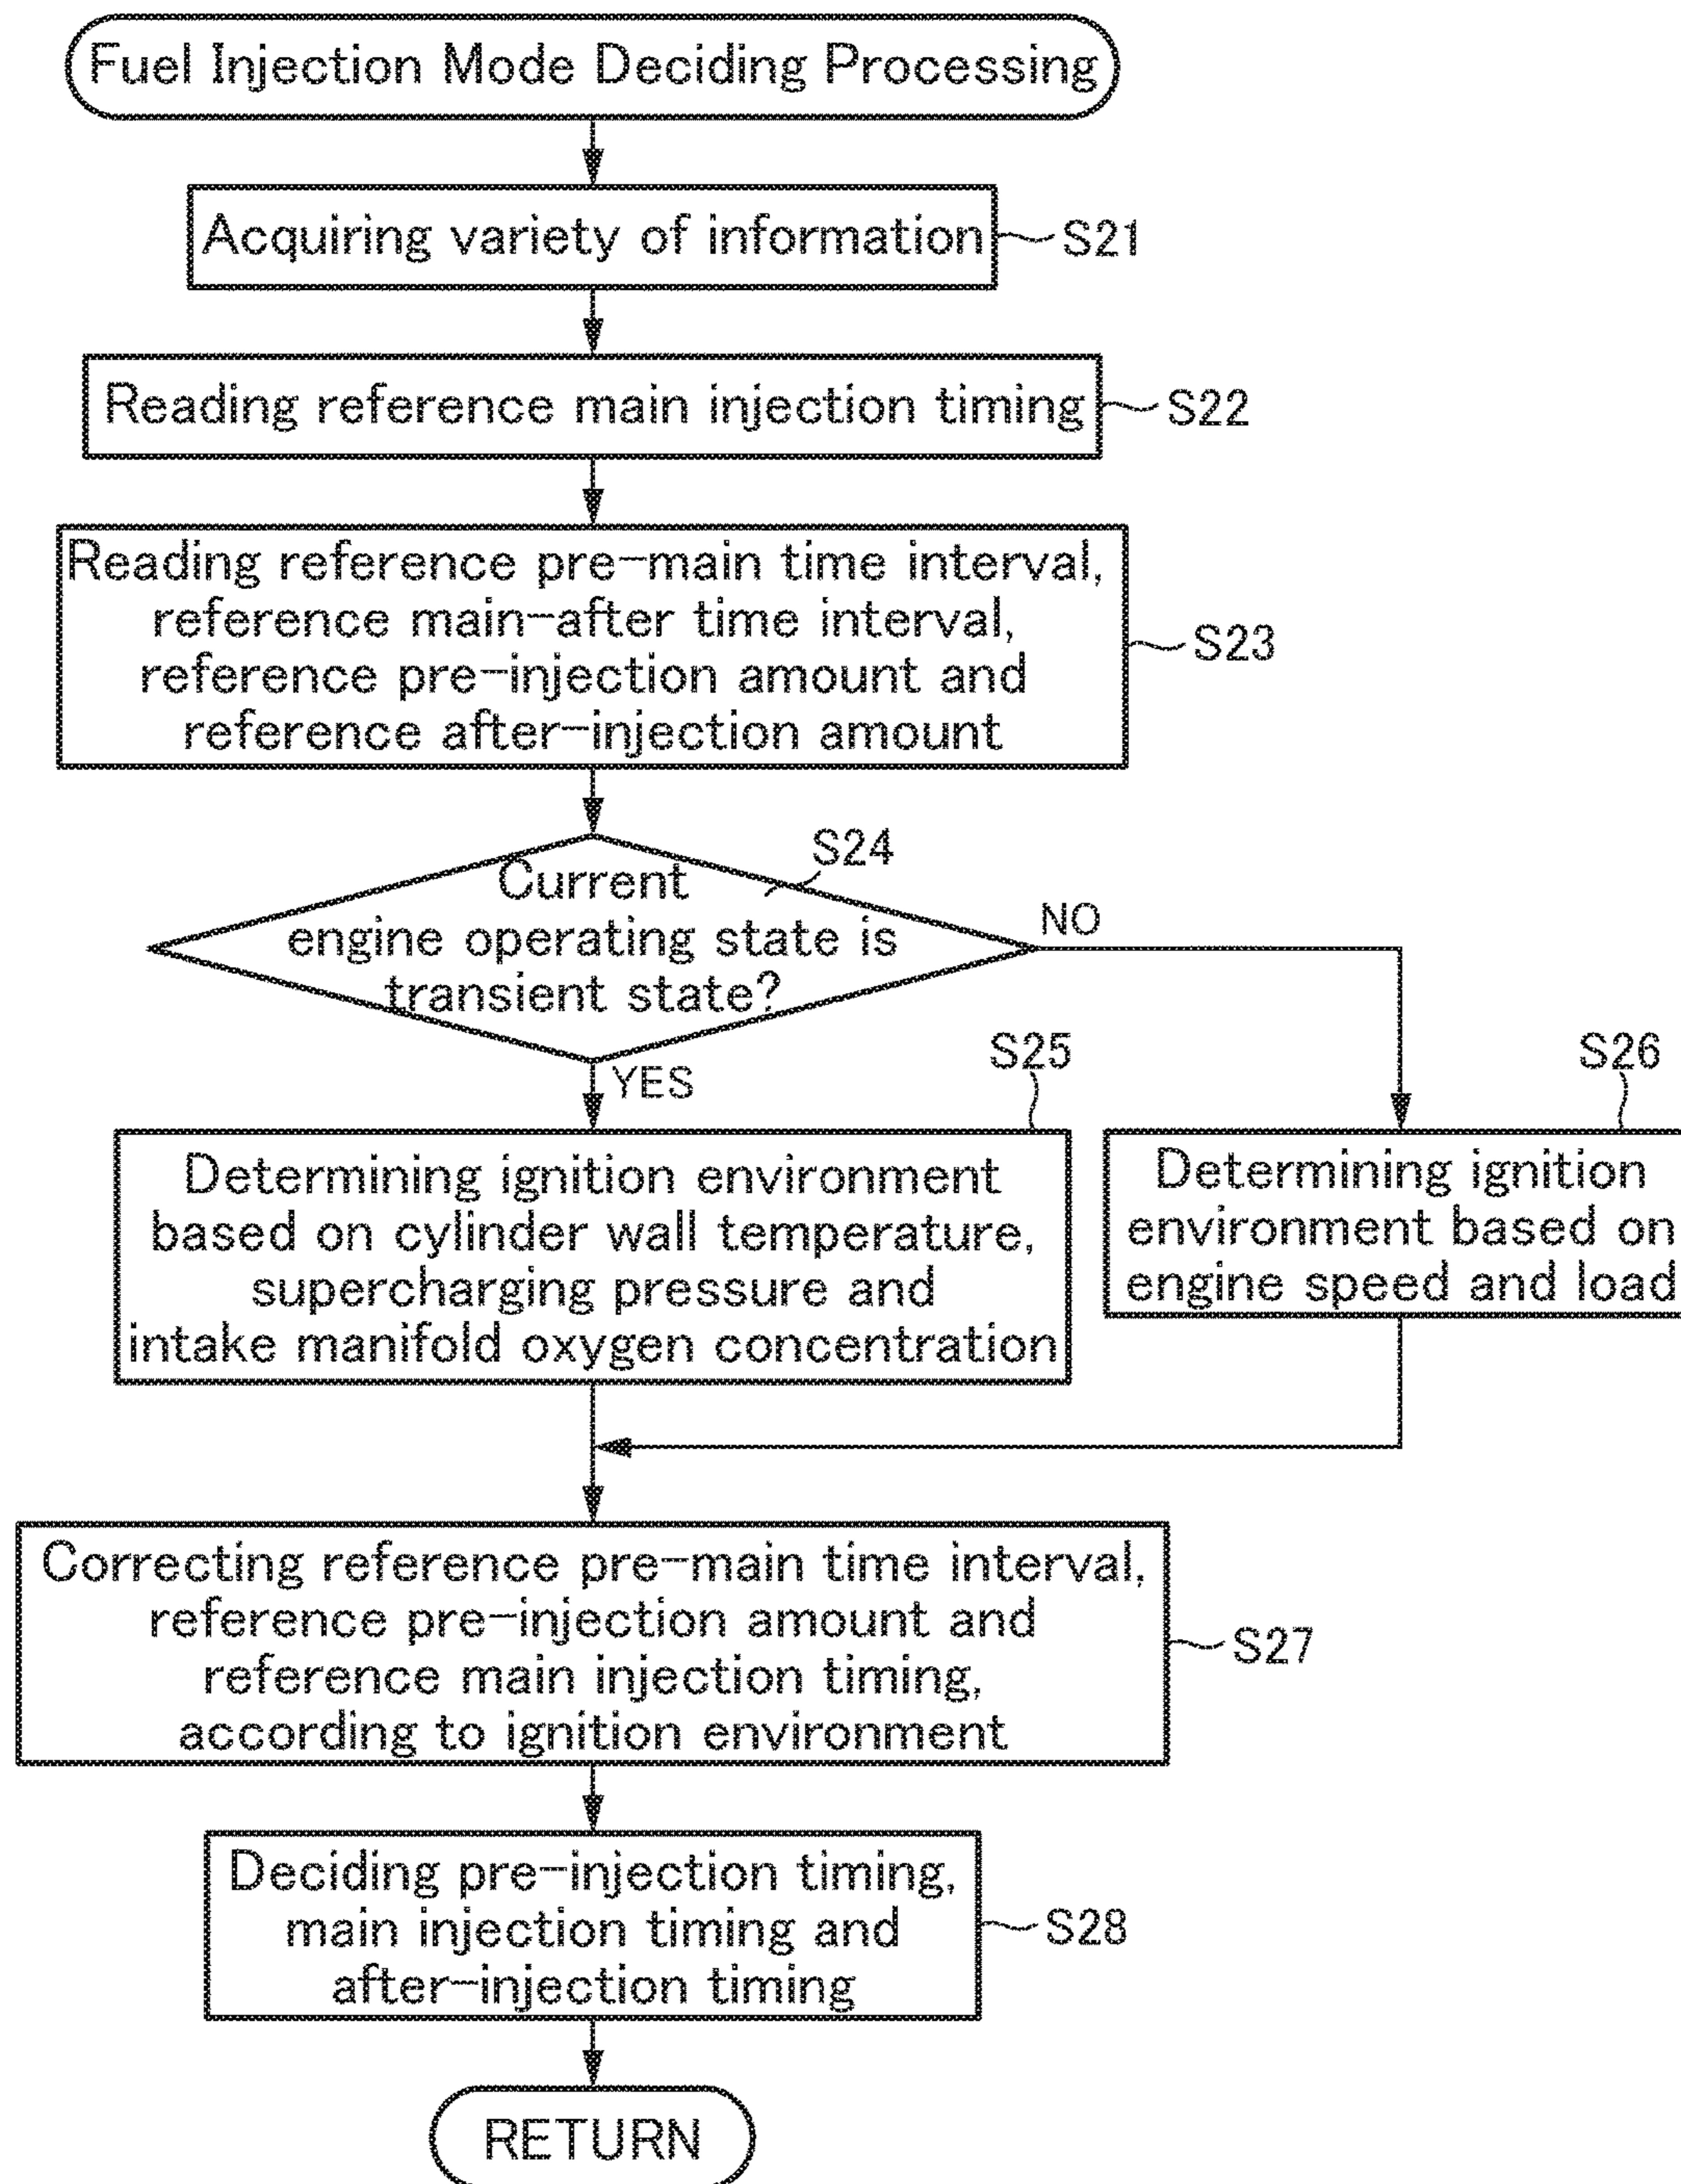 Fuel Injection Mode Deciding Processing
Acquiring variety of information
S21
Reading reference main injection timing
S22
Reading reference pre-main time interval,
reference main-after time interval,
reference pre-injection amount and
reference after-injection amount
S23
S24
Current
engine operating state is
transient state?
NO
YES
S25
Determining ignition environment
based on cylinder wall temperature,
supercharging pressure and
intake manifold oxygen concentration
S26
Determining ignition
environment based on
engine speed and load
Correcting reference pre-main time interval,
reference pre-injection amount and
reference main injection timing,
according to ignition environment
S27
Deciding pre-injection timing,
main injection timing and
after-injection timing
S28
RETURN